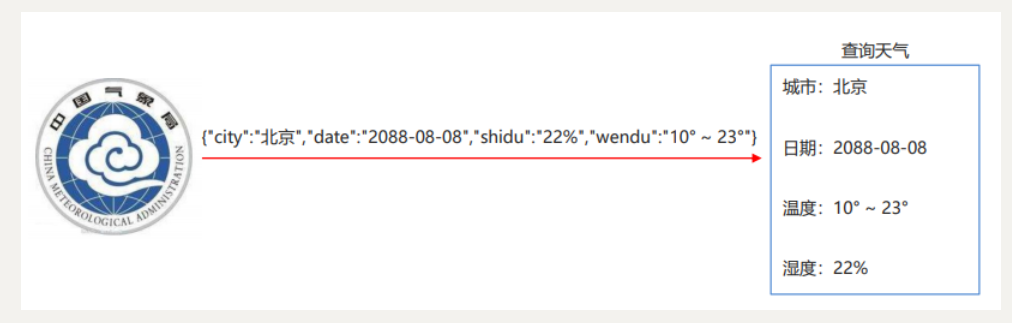 查询天气
中国气象局
CHINA METEOROLOGICAL ADMINISTRATION
{"city":"北京","date":"2088-08-08","shidu":"22%","wendu":"10° ~ 23°"}
城市：北京
日期：2088-08-08
温度：10° ~ 23°
湿度：22%